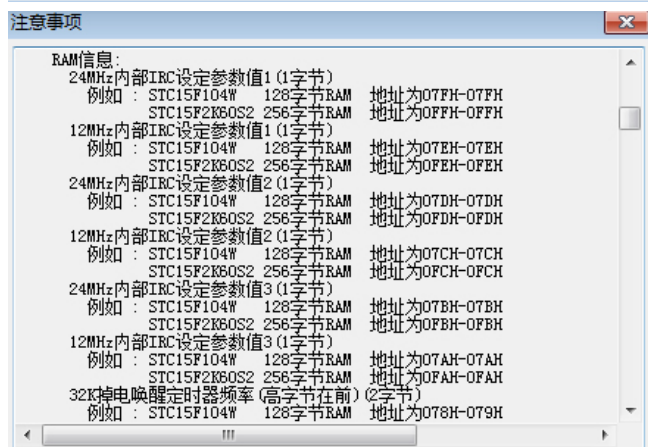 注意事项
RAM信息:
24MHz内部IRC设定参数值1(1字节)
例如 : STC15F104W 128字节RAM 地址为07FH-07FH
STC15F2K60S2 256字节RAM 地址为0FFH-0FFH
12MHz内部IRC设定参数值1(1字节)
例如 : STC15F104W 128字节RAM 地址为07EH-07EH
STC15F2K60S2 256字节RAM 地址为0FEH-0FEH
24MHz内部IRC设定参数值2(1字节)
例如 : STC15F104W 128字节RAM 地址为07DH-07DH
STC15F2K60S2 256字节RAM 地址为0FDH-0FDH
12MHz内部IRC设定参数值2(1字节)
例如 : STC15F104W 128字节RAM 地址为07CH-07CH
STC15F2K60S2 256字节RAM 地址为0FCH-0FCH
24MHz内部IRC设定参数值3(1字节)
例如 : STC15F104W 128字节RAM 地址为07BH-07BH
STC15F2K60S2 256字节RAM 地址为0FBH-0FBH
12MHz内部IRC设定参数值3(1字节)
例如 : STC15F104W 128字节RAM 地址为07AH-07AH
STC15F2K60S2 256字节RAM 地址为0FAH-0FAH
32K掉电唤醒定时器频率(高字节在前)(2字节)
例如 : STC15F104W 128字节RAM 地址为078H-079H